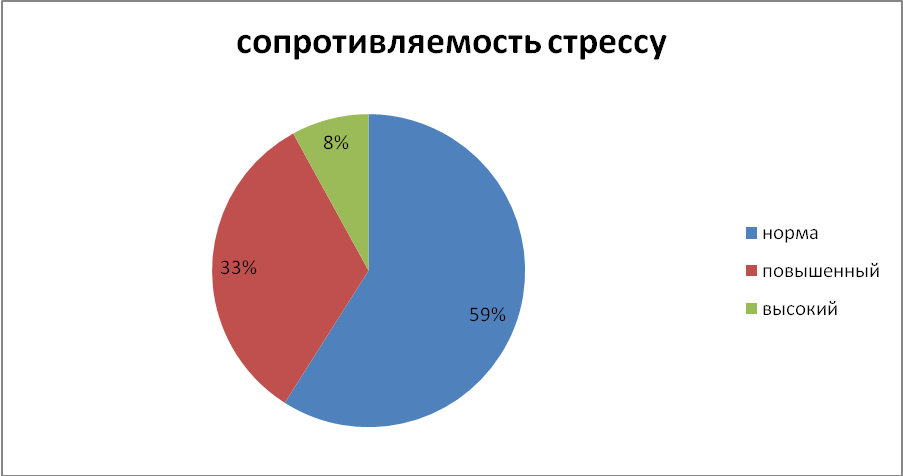 сопротивляемость стрессу
8%
33%
59%
норма
повышенный
высокий